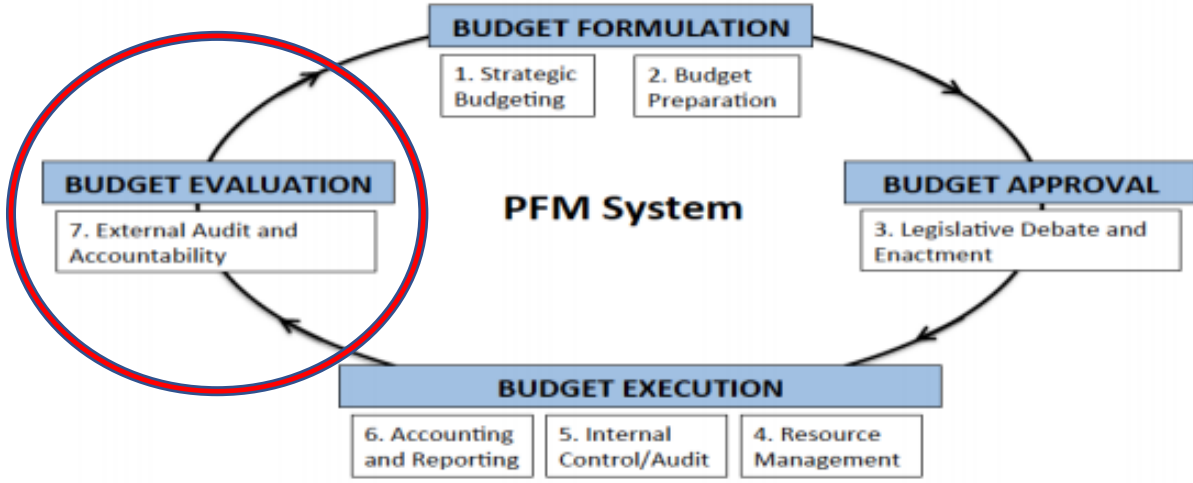 BUDGET FORMULATION
1. Strategic
Budgeting
2. Budget
Preparation
BUDGET EVALUATION
7. External Audit and
Accountability
PFM System
BUDGET APPROVAL
3. Legislative Debate and
Enactment
BUDGET EXECUTION
6. Accounting
and Reporting
5. Internal
Control/Audit
4. Resource
Management